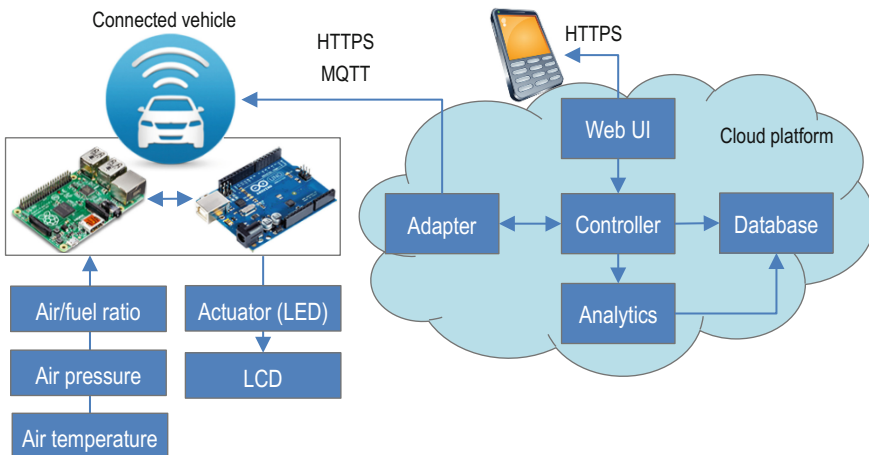 Connected vehicle
HTTPS
MQTT
HTTPS
Web UI
Cloud platform
Adapter
Controller
Database
Analytics
Air/fuel ratio
Actuator (LED)
Air pressure
LCD
Air temperature
UNO